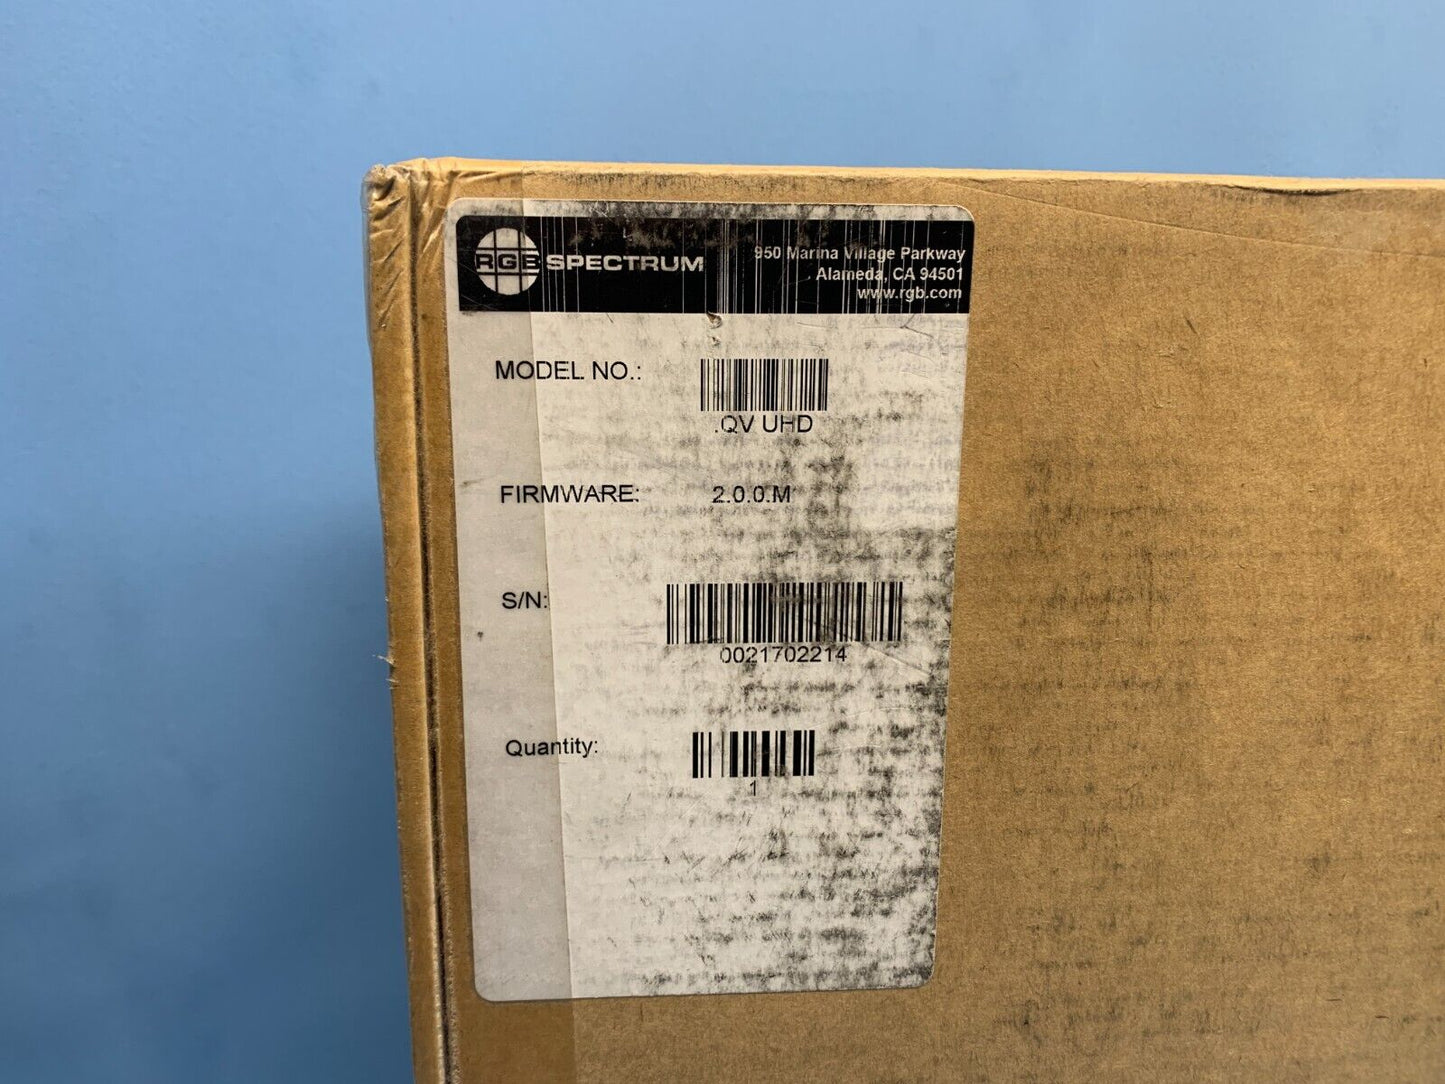 RGB SPECTRUM
950 Marina Village Parkway
Alameda, CA 94501
www.rgb.com
MODEL NO.:
.QV UHD
FIRMWARE: 2.0.0.M
S/N:
0021702214
Quantity:
1